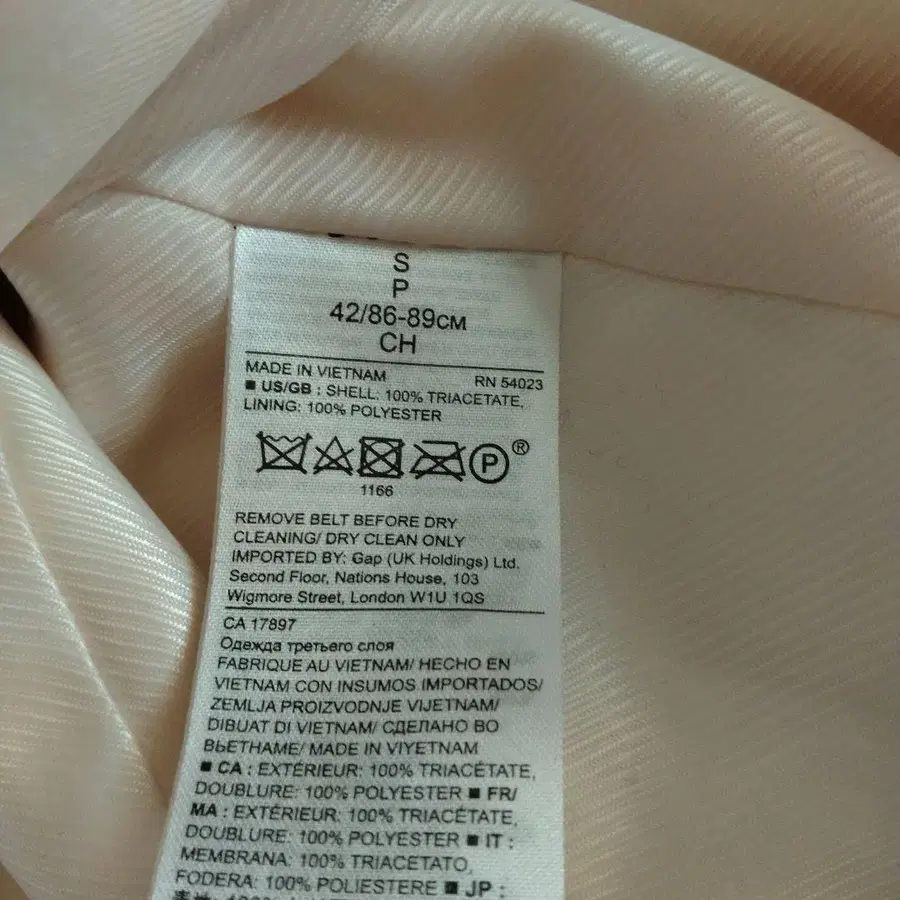 S
P
42/86-89см
CH
MADE IN VIETNAM RN 54023
■ US/GB : SHELL: 100% TRIACETATE,
LINING: 100% POLYESTER
P ®
1166
REMOVE BELT BEFORE DRY
CLEANING/ DRY CLEAN ONLY
IMPORTED BY: Gap (UK Holdings) Ltd.
Second Floor, Nations House, 103
Wigmore Street, London W1U 1QS
CA 17897
Одежда третьего слоя
FABRIQUE AU VIETNAM/ HECHO EN
VIETNAM CON INSUMOS IMPORTADOS/
ZEMLJA PROIZVODNJE VIJETNAM/
DIBUAT DI VIETNAM/ СДЕЛАНО ВО
ВЬЕТНАМЕ/ MADE IN VIYETNAM
■ CA : EXTÉRIEUR: 100% TRIACÉTATE,
DOUBLURE: 100% POLYESTER ■ FR/
MA : EXTÉRIEUR: 100% TRIACÉTATE,
DOUBLURE: 100% POLYESTER ■ IT :
MEMBRANA: 100% TRIACETATO,
FODERA: 100% POLIESTERE ■ JP :